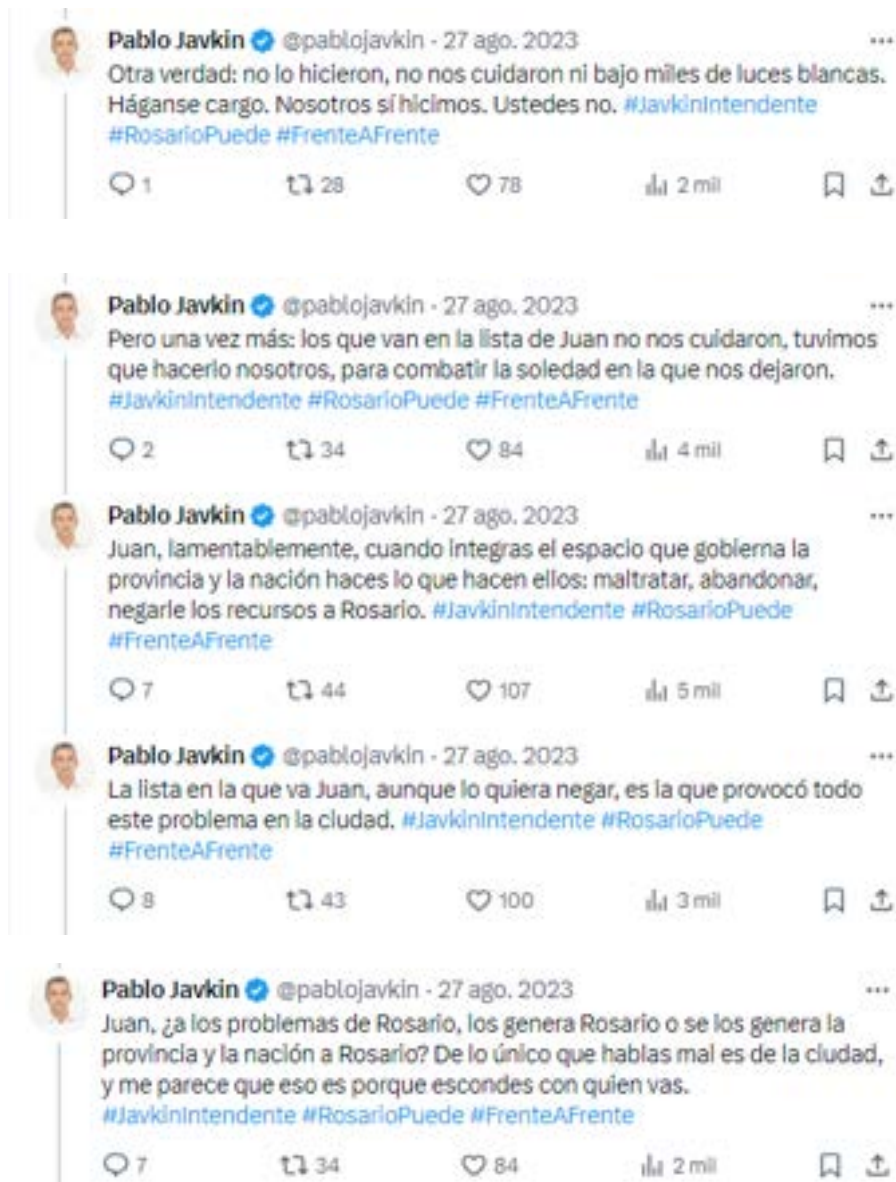 Pablo Javkin @pablojavkin · 27 ago. 2023
Otra verdad: no lo hicieron, no nos cuidaron ni bajo miles de luces blancas.
Háganse cargo. Nosotros sí hicimos. Ustedes no. #JavkinIntendente
#RosarioPuede #FrenteAFrente
1 28 78 2 mil
Pablo Javkin @pablojavkin · 27 ago. 2023
Pero una vez más: los que van en la lista de Juan no nos cuidaron, tuvimos
que hacerlo nosotros, para combatir la soledad en la que nos dejaron.
#JavkinIntendente #RosarioPuede #FrenteAFrente
2 34 84 4 mil
Pablo Javkin @pablojavkin · 27 ago. 2023
Juan, lamentablemente, cuando integras el espacio que gobierna la
provincia y la nación haces lo que hacen ellos: maltratar, abandonar,
negarle los recursos a Rosario. #JavkinIntendente #RosarioPuede
#FrenteAFrente
7 44 107 5 mil
Pablo Javkin @pablojavkin · 27 ago. 2023
La lista en la que va Juan, aunque lo quiera negar, es la que provocó todo
este problema en la ciudad. #JavkinIntendente #RosarioPuede
#FrenteAFrente
8 43 100 3 mil
Pablo Javkin @pablojavkin · 27 ago. 2023
Juan, ¿a los problemas de Rosario, los genera Rosario o se los genera la
provincia y la nación a Rosario? De lo único que hablas mal es de la ciudad,
y me parece que eso es porque escondes con quien vas.
#JavkinIntendente #RosarioPuede #FrenteAFrente
7 34 84 2 mil